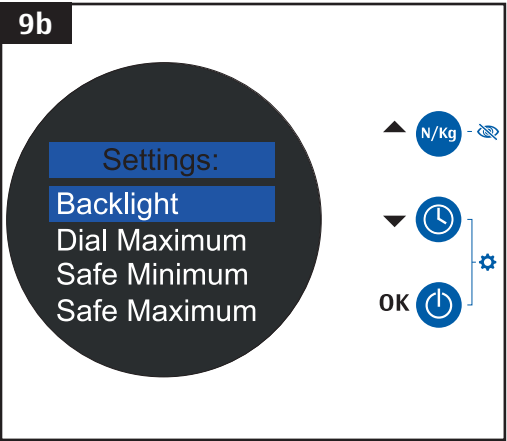 9b
Settings:
Backlight
Dial Maximum
Safe Minimum
Safe Maximum
N/Kg
OK